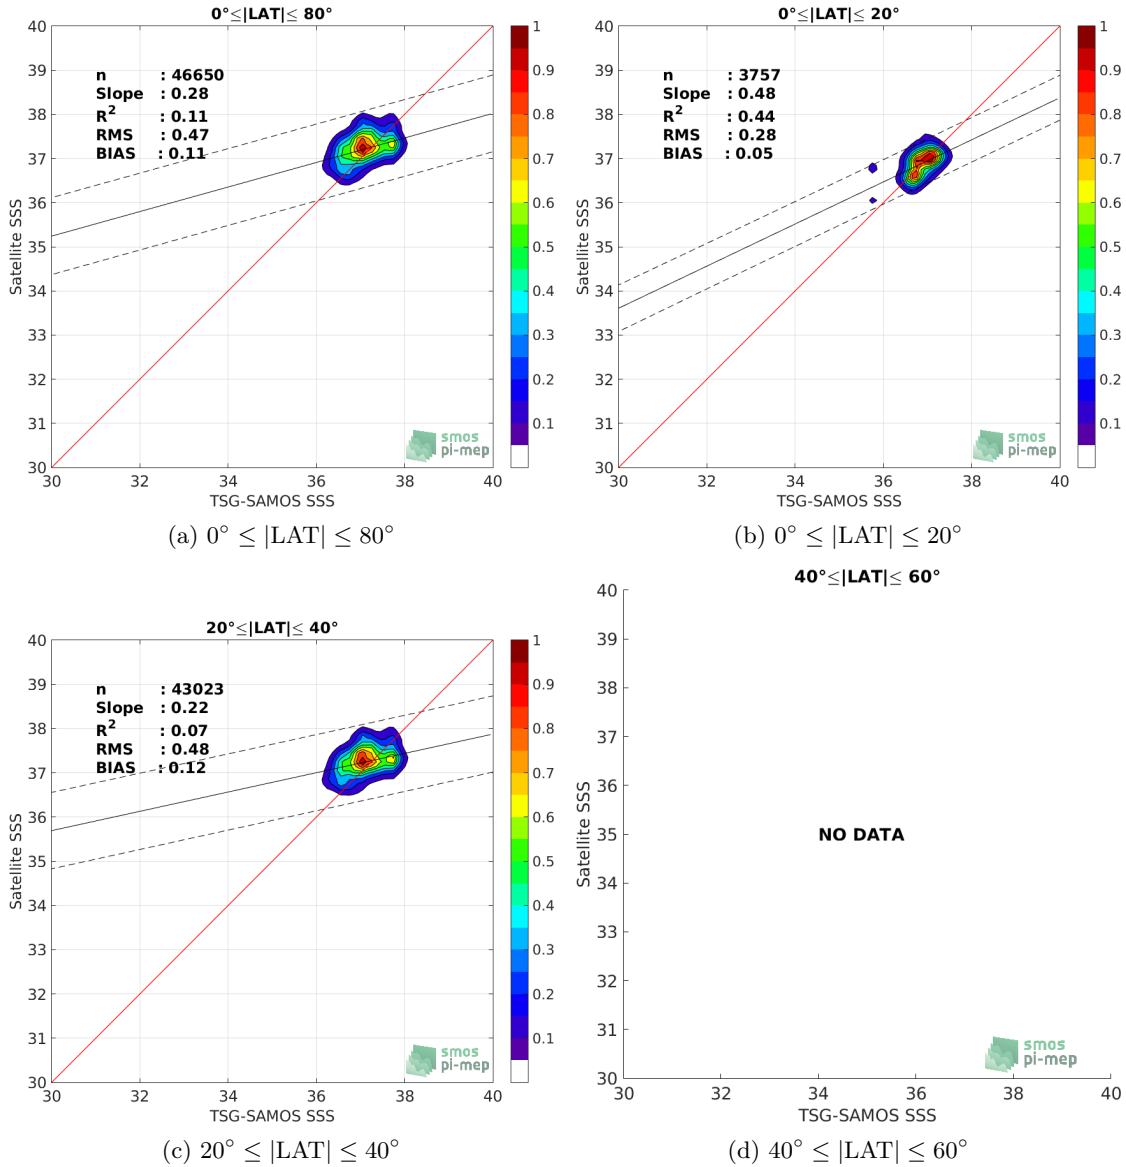 0°≤|LAT|≤ 80°
40
39
38
37
36
35
34
33
32
31
30
Satellite SSS
n : 46650
Slope : 0.28
R2 : 0.11
RMS : 0.47
BIAS : 0.11
smos
pi-mep
30 32 34 36 38 40
TSG-SAMOS SSS
1
0.9
0.8
0.7
0.6
0.5
0.4
0.3
0.2
0.1
(a) 0° ≤ |LAT| ≤ 80°
0°≤|LAT|≤ 20°
40
39
38
37
36
35
34
33
32
31
30
Satellite SSS
n : 3757
Slope : 0.48
R2 : 0.44
RMS : 0.28
BIAS : 0.05
smos
pi-mep
30 32 34 36 38 40
TSG-SAMOS SSS
1
0.9
0.8
0.7
0.6
0.5
0.4
0.3
0.2
0.1
(b) 0° ≤ |LAT| ≤ 20°
20°≤|LAT|≤ 40°
40
39
38
37
36
35
34
33
32
31
30
Satellite SSS
n : 43023
Slope : 0.22
R2 : 0.07
RMS : 0.48
BIAS : 0.12
smos
pi-mep
30 32 34 36 38 40
TSG-SAMOS SSS
1
0.9
0.8
0.7
0.6
0.5
0.4
0.3
0.2
0.1
(c) 20° ≤ |LAT| ≤ 40°
40°≤|LAT|≤ 60°
40
39
38
37
36
35
34
33
32
31
30
Satellite SSS
NO DATA
smos
pi-mep
30 32 34 36 38 40
TSG-SAMOS SSS
(d) 40° ≤ |LAT| ≤ 60°